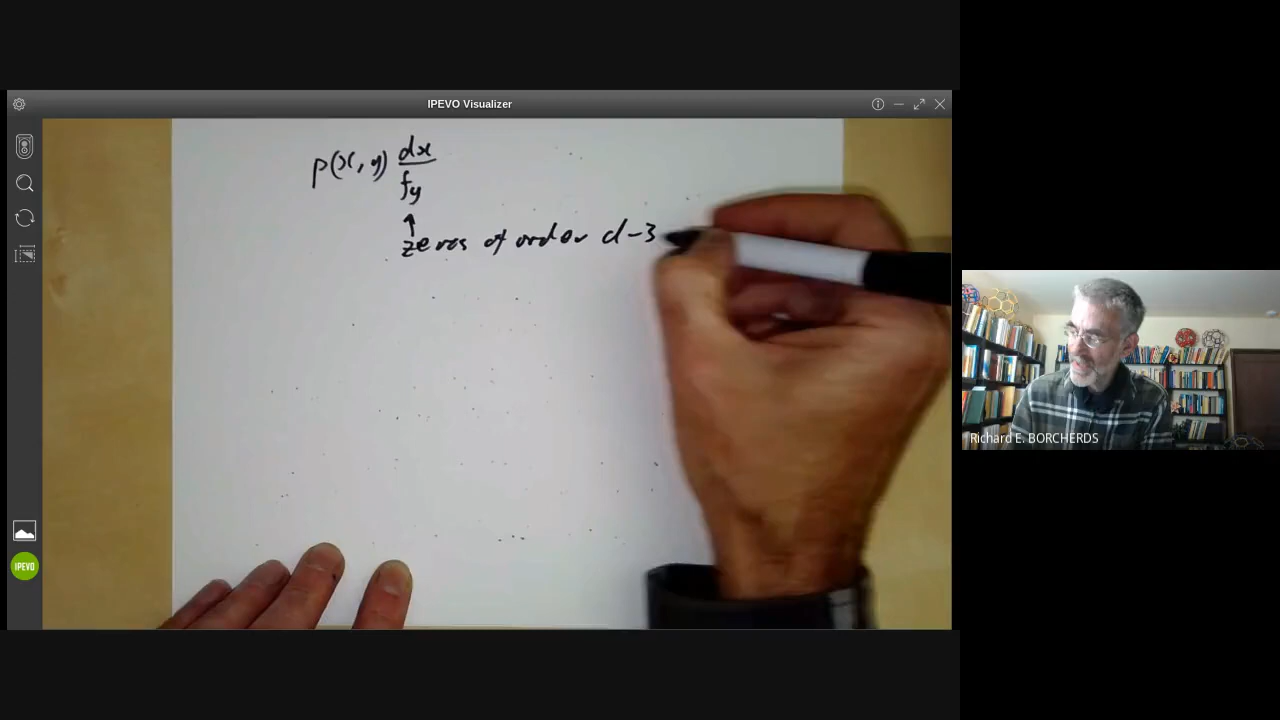 IPEVO Visualizer
p(x, y) dx
fy
↑
zeros of order d-3
IPEVO
Richard E. BORCHERDS